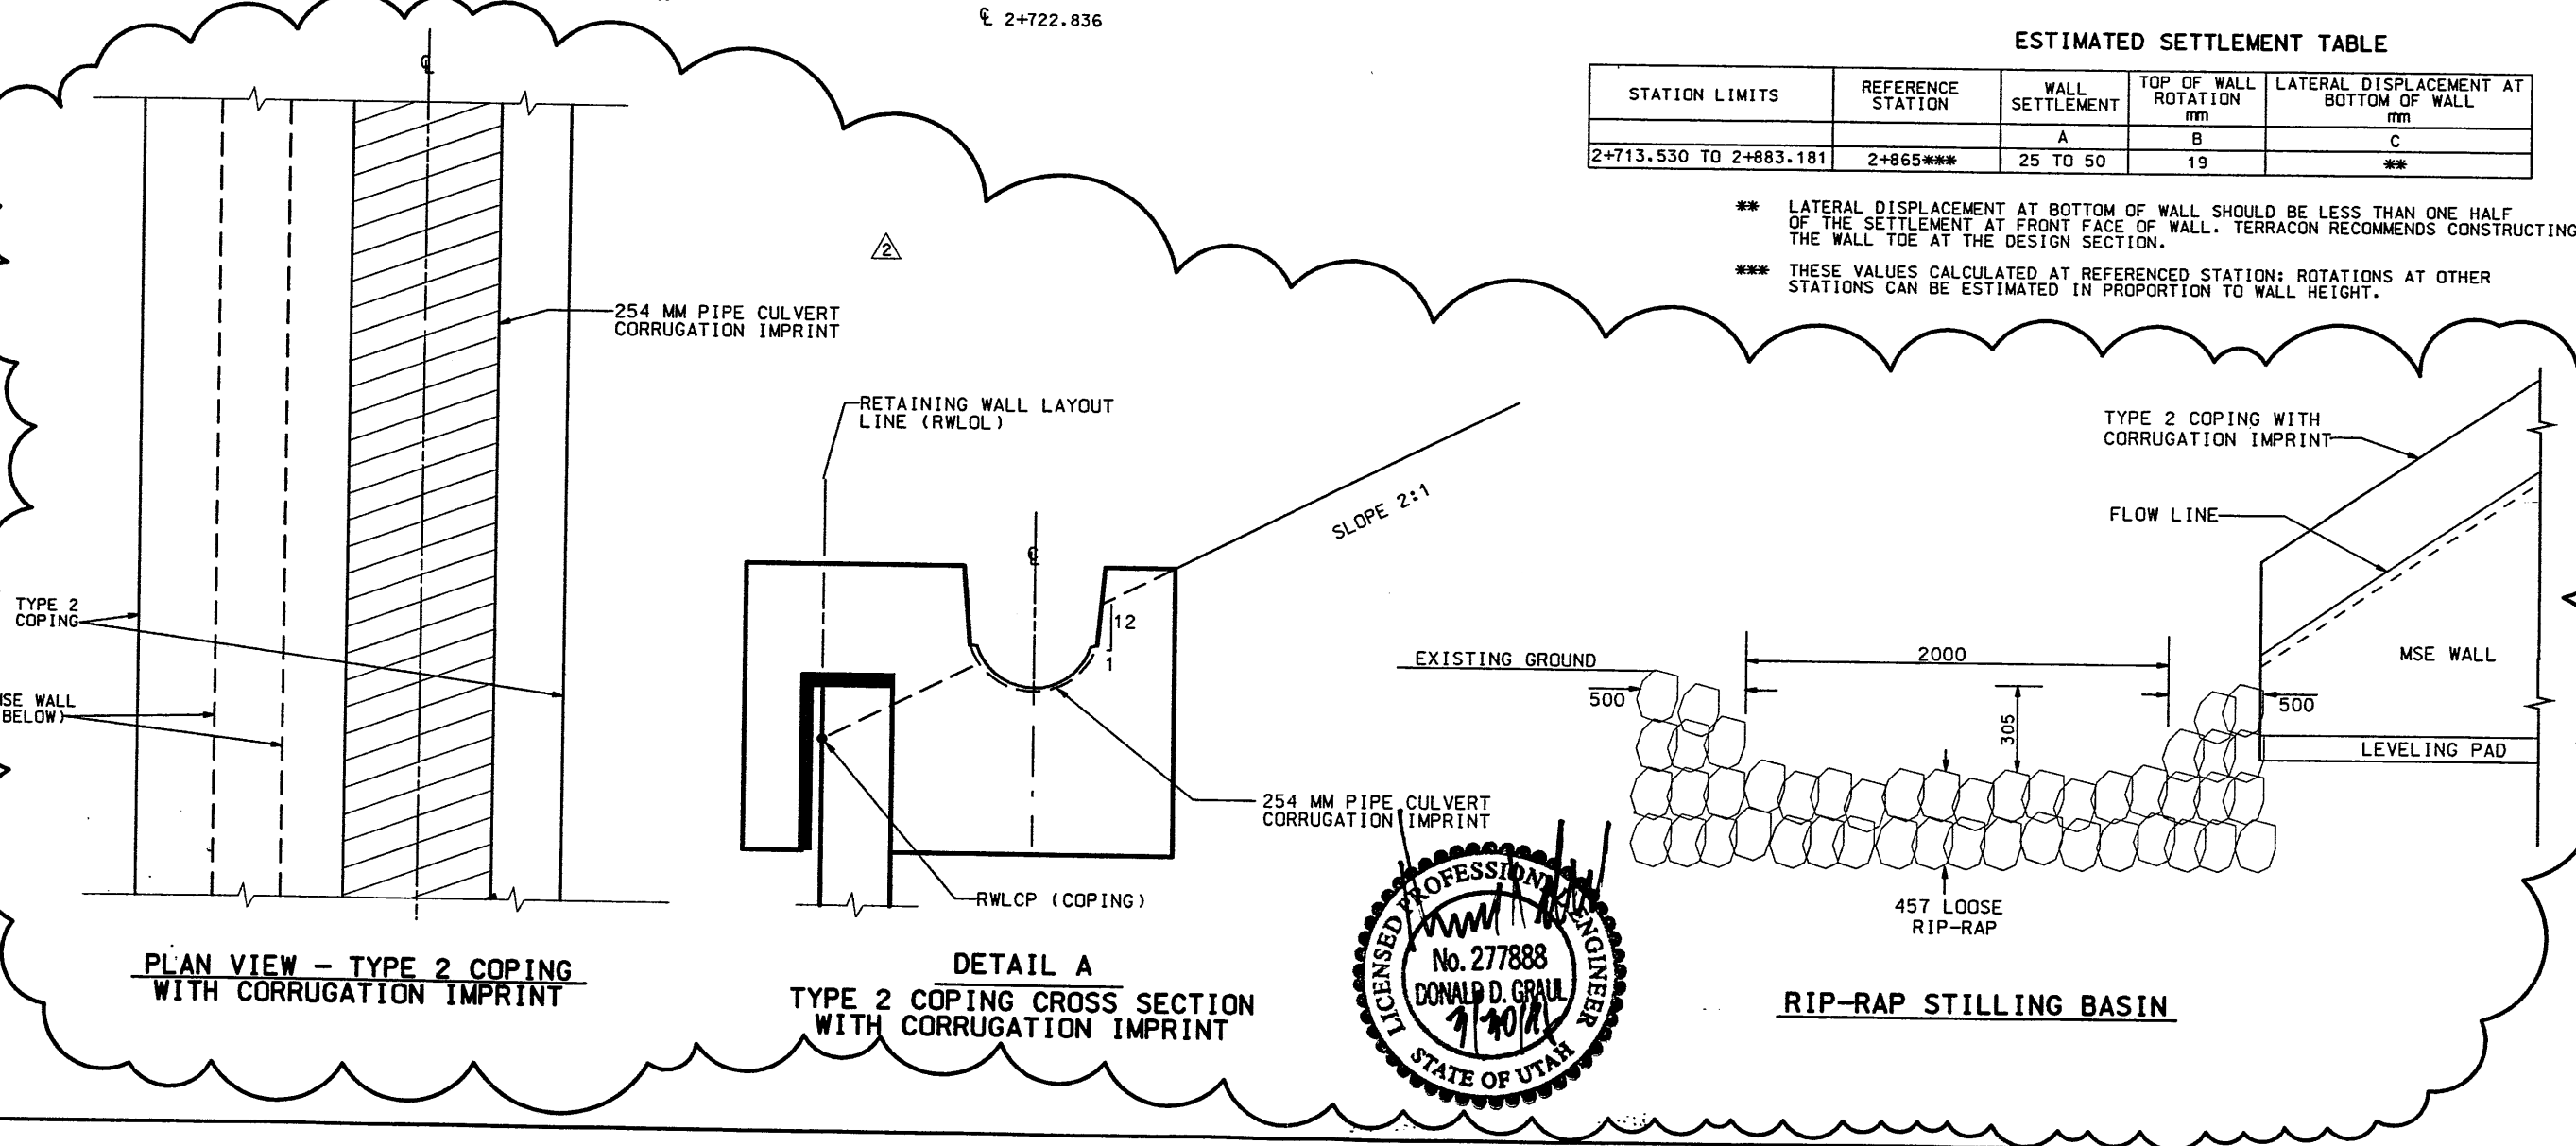 ℄ 2+722.836
ESTIMATED SETTLEMENT TABLE
STATION LIMITS
REFERENCE
STATION
WALL
SETTLEMENT
TOP OF WALL
ROTATION
mm
LATERAL DISPLACEMENT AT
BOTTOM OF WALL
mm
A
B
C
2+713.530 TO 2+883.181
2+865***
25 TO 50
19
**
** LATERAL DISPLACEMENT AT BOTTOM OF WALL SHOULD BE LESS THAN ONE HALF
OF THE SETTLEMENT AT FRONT FACE OF WALL. TERRACON RECOMMENDS CONSTRUCTING
THE WALL TOE AT THE DESIGN SECTION.
*** THESE VALUES CALCULATED AT REFERENCED STATION: ROTATIONS AT OTHER
STATIONS CAN BE ESTIMATED IN PROPORTION TO WALL HEIGHT.
℄
2
254 MM PIPE CULVERT
CORRUGATION IMPRINT
TYPE 2
COPING
SE WALL
BELOW)
PLAN VIEW - TYPE 2 COPING
WITH CORRUGATION IMPRINT
RETAINING WALL LAYOUT
LINE (RWLOL)
SLOPE 2:1
℄
12
1
254 MM PIPE CULVERT
CORRUGATION IMPRINT
RWLCP (COPING)
DETAIL A
TYPE 2 COPING CROSS SECTION
WITH CORRUGATION IMPRINT
TYPE 2 COPING WITH
CORRUGATION IMPRINT
FLOW LINE
EXISTING GROUND
2000
MSE WALL
500
305
500
LEVELING PAD
457 LOOSE
RIP-RAP
RIP-RAP STILLING BASIN
LICENSED PROFESSIONAL ENGINEER
No. 277888
DONALD D. GRAUL
STATE OF UTAH